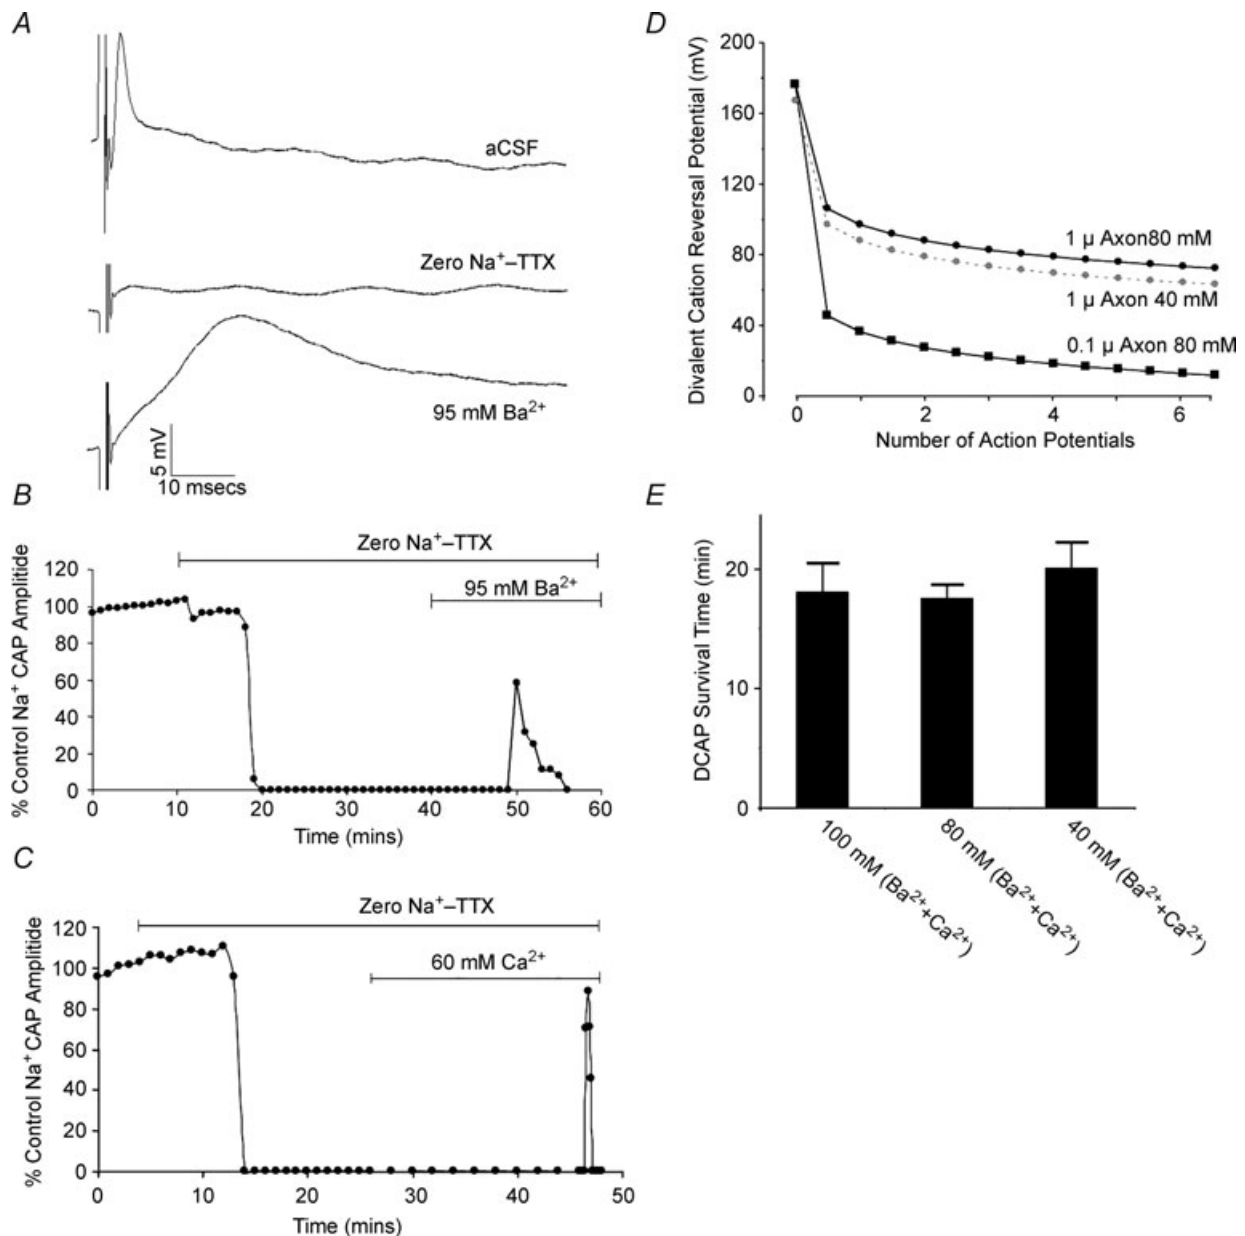 A
aCSF
Zero Na⁺–TTX
95 mM Ba²⁺
5 mV
10 msecs
B
Zero Na⁺–TTX
95 mM Ba²⁺
% Control Na⁺ CAP Amplitide
120
100
80
60
40
20
0
0 10 20 30 40 50 60
Time (mins)
C
Zero Na⁺–TTX
60 mM Ca²⁺
% Control Na⁺ CAP Amplitide
120
100
80
60
40
20
0
0 10 20 30 40 50
Time (mins)
D
Divalent Cation Reversal Potential (mV)
200
160
120
80
40
0
1 μ Axon80 mM
1μ Axon 40 mM
0.1 μ Axon 80 mM
0 2 4 6
Number of Action Potentials
E
DCAP Survival Time (min)
20
10
0
100 mM (Ba²⁺+Ca²⁺)
80 mM (Ba²⁺+Ca²⁺)
40 mM (Ba²⁺+Ca²⁺)